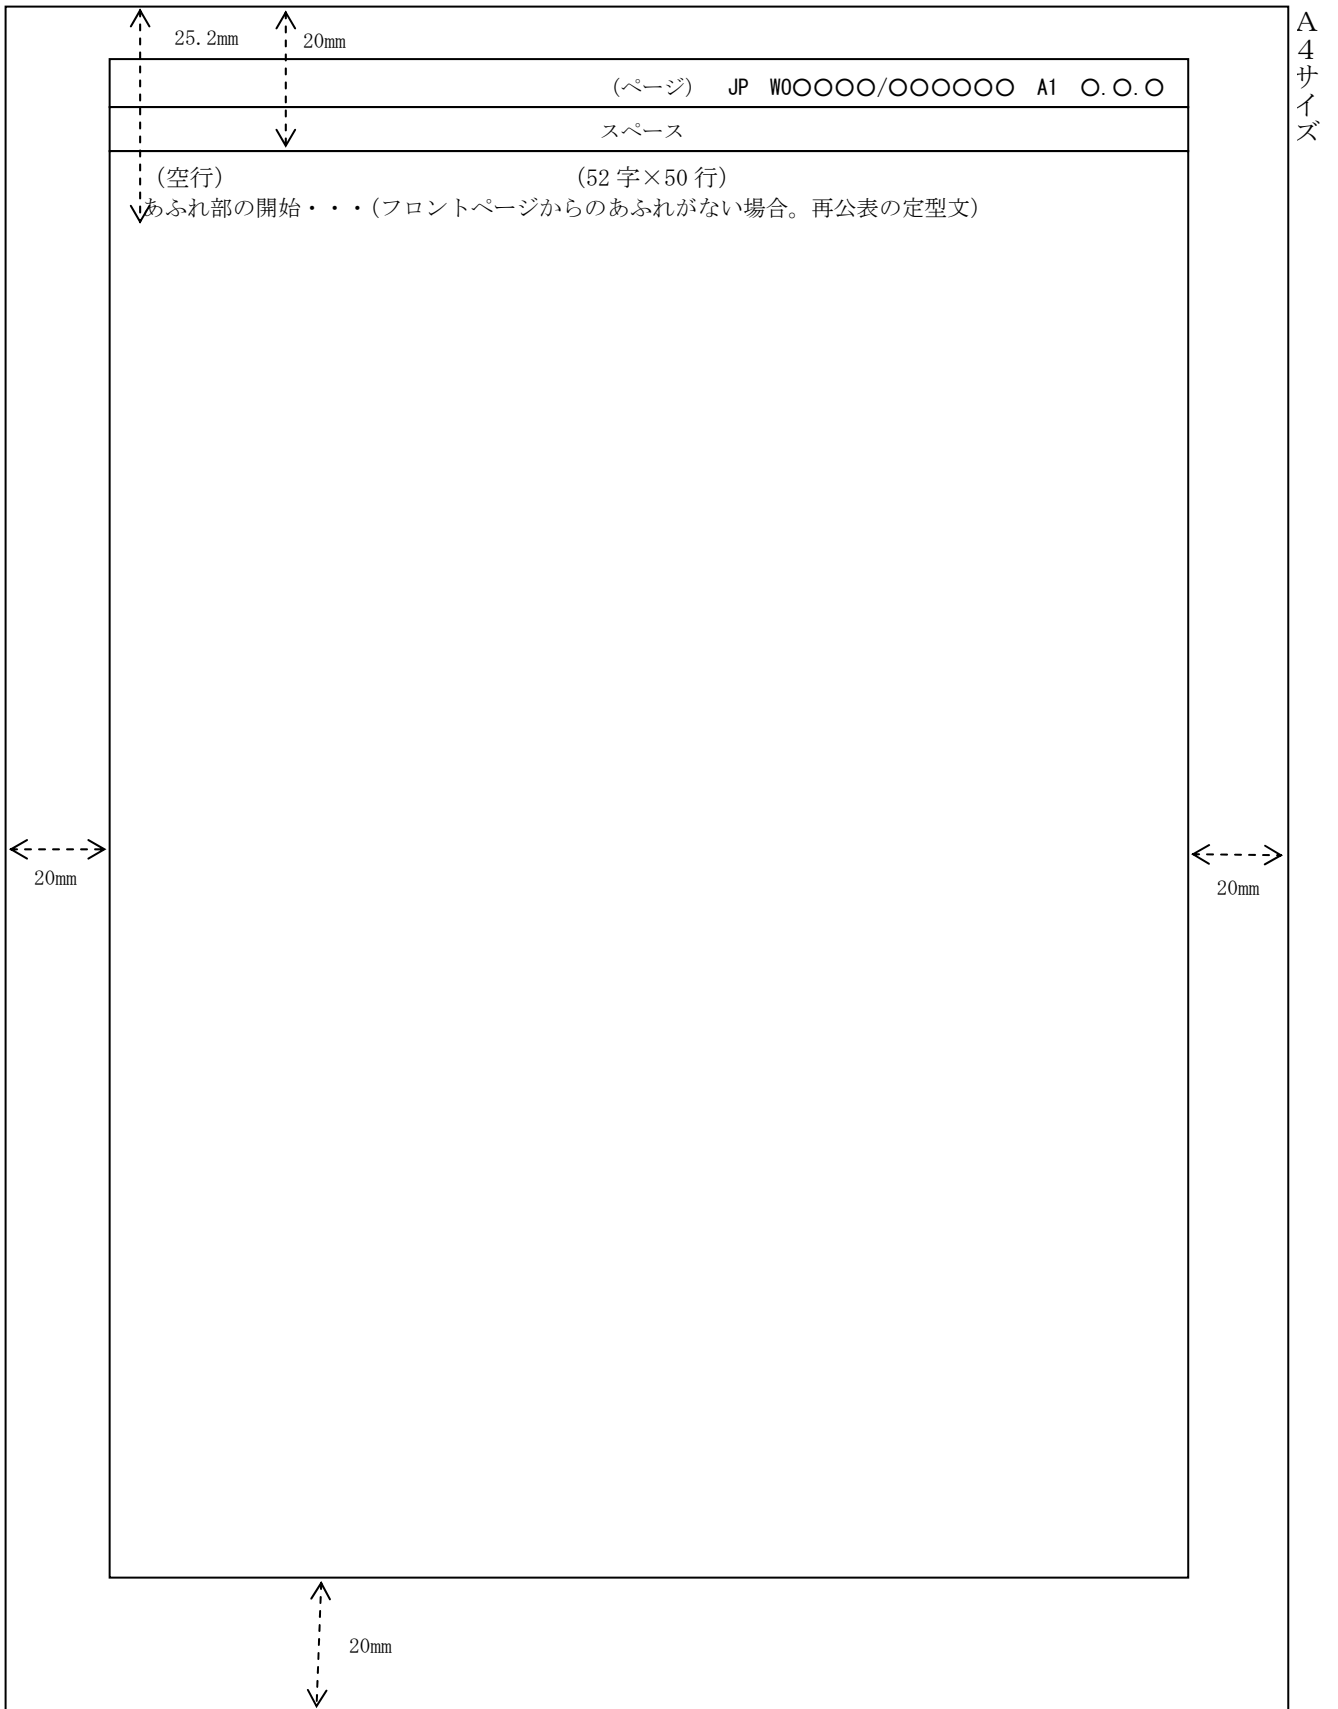 A4サイズ
25.2mm
20mm
(ページ) JP WO○○○○/○○○○○○ A1 ○.○.○
スペース
(空行) (52字×50行)
あふれ部の開始・・・(フロントページからのあふれがない場合。再公表の定型文)
20mm
20mm
20mm